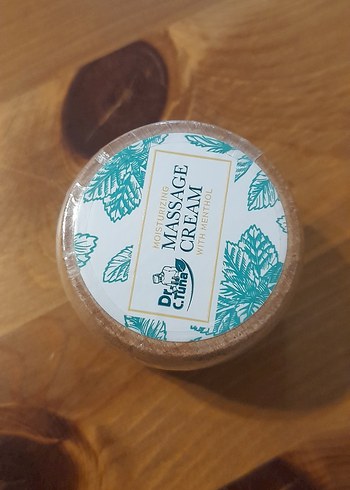 MOISTURIZING
MASSAGE
CREAM
WITH MENTHOL
Dr.
C.Tuna